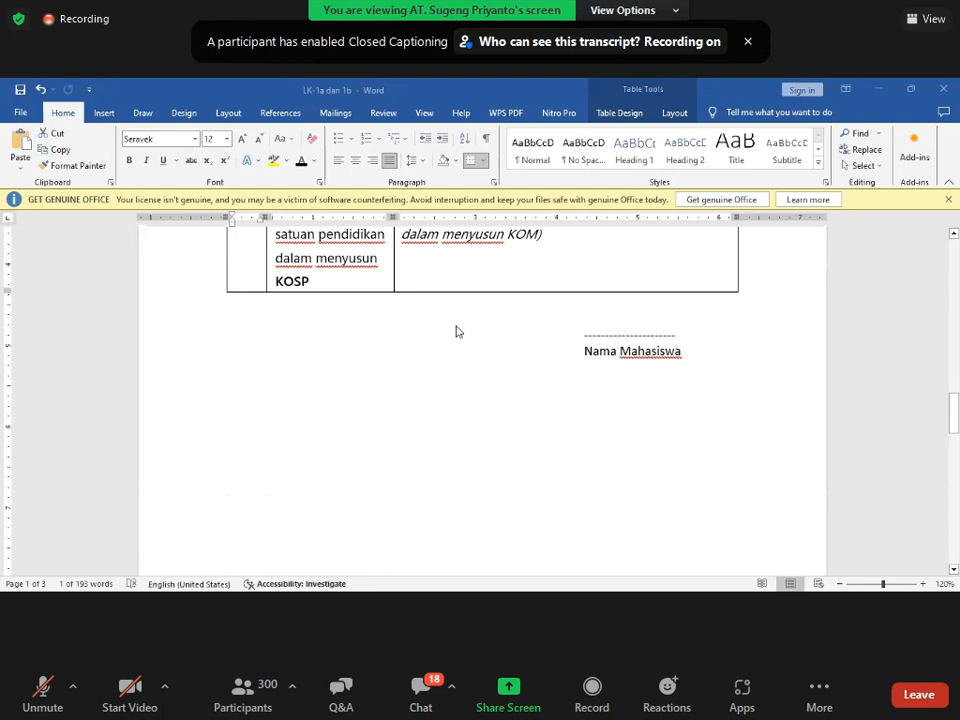 You are viewing AT. Sugeng Priyanto's screen
View Options
Recording
View
A participant has enabled Closed Captioning
Who can see this transcript? Recording on
LK-1a dan 1b - Word
Table Tools
Sign in
File Home Insert Draw Design Layout References Mailings Review View Help WPS PDF Nitro Pro Table Design Layout Tell me what you want to do
Paste
Cut
Copy
Format Painter
Clipboard
Seravek 12
Font
Paragraph
AaBbCcD AaBbCcD AaBbCc AaBbCcD AaB AaBbCcD
¶ Normal ¶ No Spac... Heading 1 Heading 2 Title Subtitle
Styles
Find
Replace
Select
Editing
Add-ins
Add-ins
GET GENUINE OFFICE Your license isn't genuine, and you may be a victim of software counterfeiting. Avoid interruption and keep your files safe with genuine Office today. Get genuine Office Learn more
satuan pendidikan
dalam menyusun
KOSP
dalam menyusun KOM)
Nama Mahasiswa
Page 1 of 3 1 of 193 words English (United States) Accessibility: Investigate 120%
Unmute
Start Video
300
Participants
Q&A
18
Chat
Share Screen
Record
Reactions
Apps
More
Leave